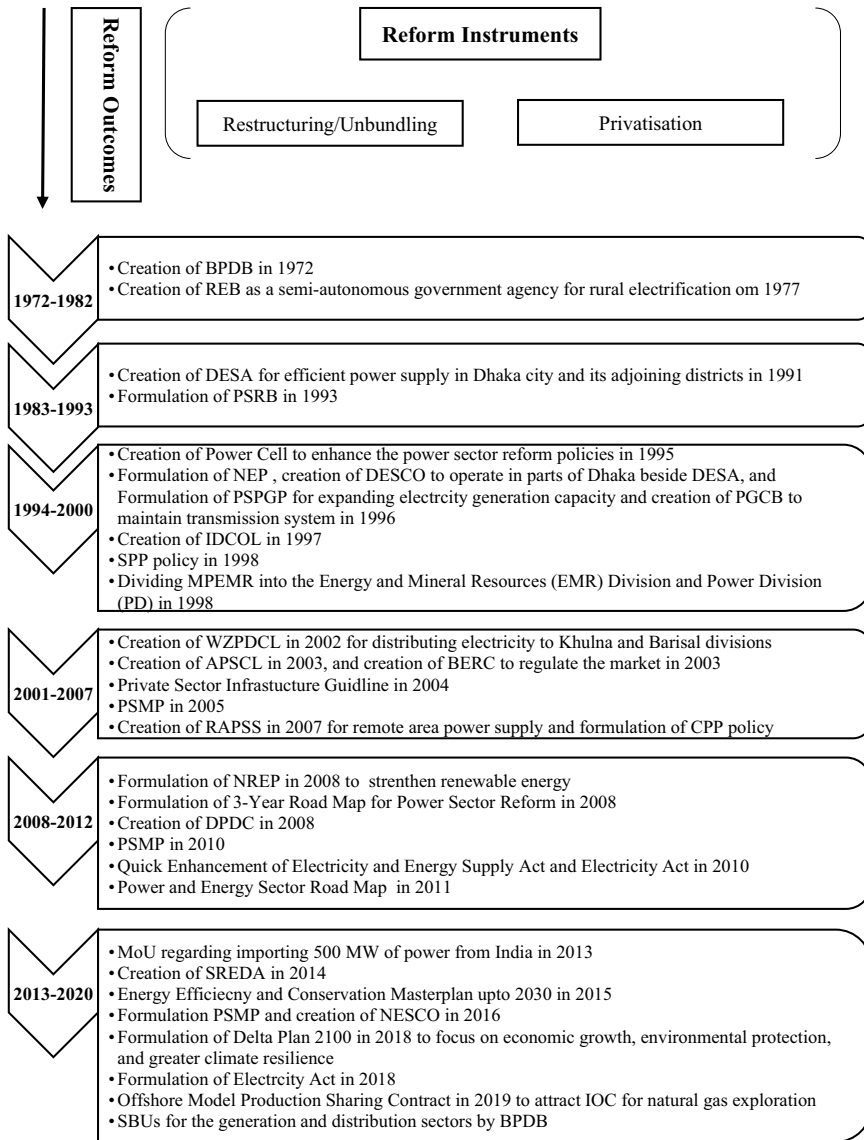 Reform Outcomes
Reform Instruments
Restructuring/Unbundling
Privatisation
1972-1982
• Creation of BPDB in 1972
• Creation of REB as a semi-autonomous government agency for rural electrification om 1977
1983-1993
• Creation of DESA for efficient power supply in Dhaka city and its adjoining districts in 1991
• Formulation of PSRB in 1993
1994-2000
• Creation of Power Cell to enhance the power sector reform policies in 1995
• Formulation of NEP , creation of DESCO to operate in parts of Dhaka beside DESA, and
Formulation of PSPGP for expanding electrcity generation capacity and creation of PGCB to
maintain transmission system in 1996
• Creation of IDCOL in 1997
• SPP policy in 1998
• Dividing MPEMR into the Energy and Mineral Resources (EMR) Division and Power Division
(PD) in 1998
2001-2007
• Creation of WZPDCL in 2002 for distributing electricity to Khulna and Barisal divisions
• Creation of APSCL in 2003, and creation of BERC to regulate the market in 2003
• Private Sector Infrastucture Guidline in 2004
• PSMP in 2005
• Creation of RAPSS in 2007 for remote area power supply and formulation of CPP policy
2008-2012
• Formulation of NREP in 2008 to strenthen renewable energy
• Formulation of 3-Year Road Map for Power Sector Reform in 2008
• Creation of DPDC in 2008
• PSMP in 2010
• Quick Enhancement of Electricity and Energy Supply Act and Electricity Act in 2010
• Power and Energy Sector Road Map in 2011
2013-2020
• MoU regarding importing 500 MW of power from India in 2013
• Creation of SREDA in 2014
• Energy Efficiecny and Conservation Masterplan upto 2030 in 2015
• Formulation PSMP and creation of NESCO in 2016
• Formulation of Delta Plan 2100 in 2018 to focus on economic growth, environmental protection,
and greater climate resilience
• Formulation of Electrcity Act in 2018
• Offshore Model Production Sharing Contract in 2019 to attract IOC for natural gas exploration
• SBUs for the generation and distribution sectors by BPDB